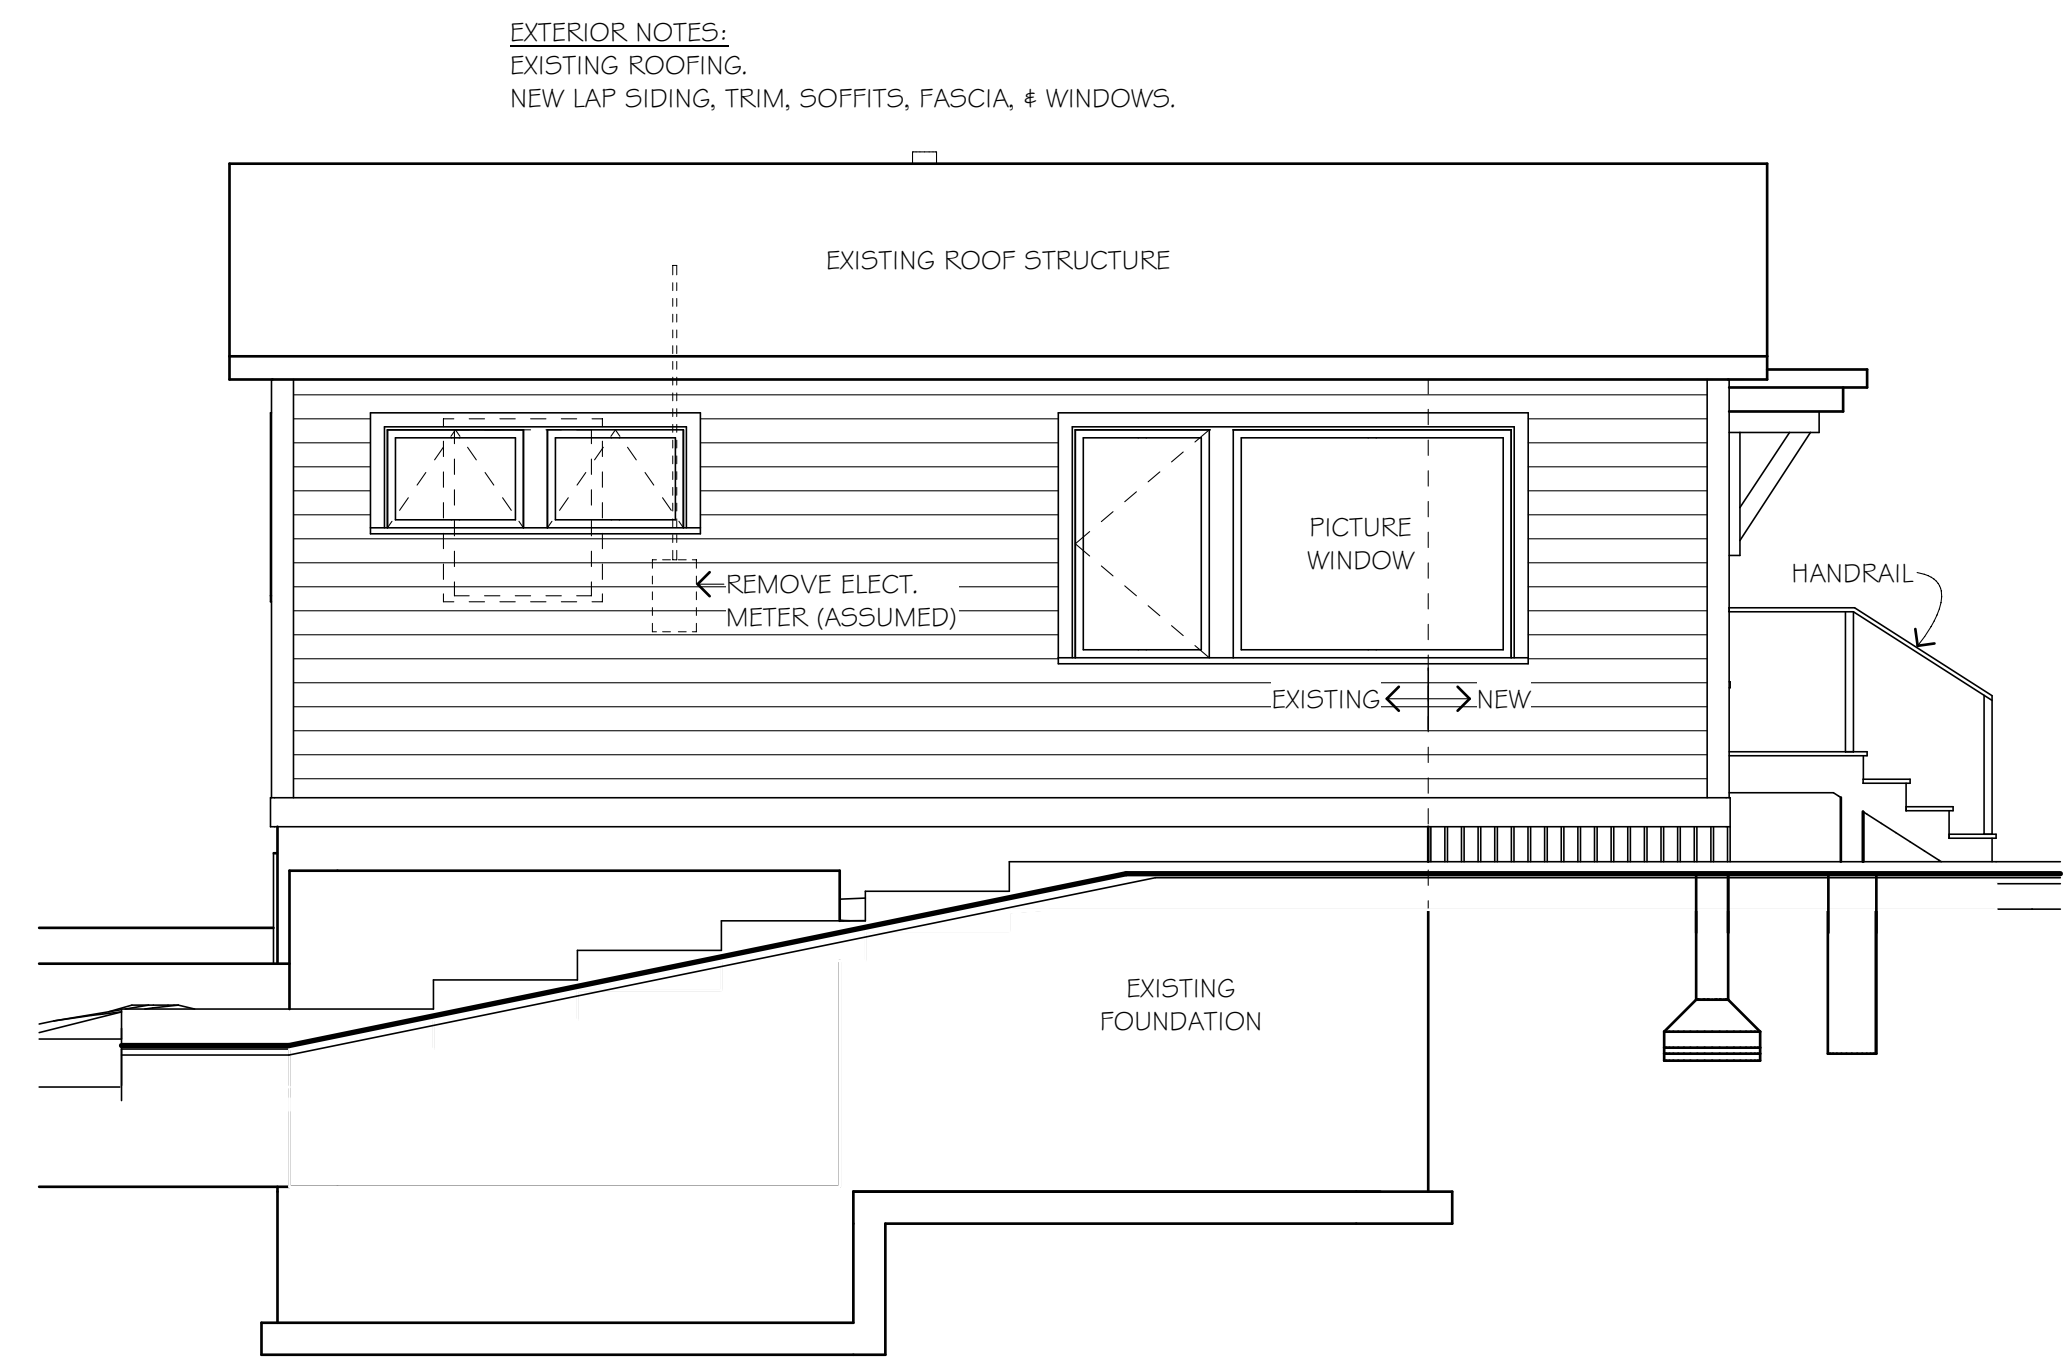 EXTERIOR NOTES:
EXISTING ROOFING.
NEW LAP SIDING, TRIM, SOFFITS, FASCIA, & WINDOWS.
EXISTING ROOF STRUCTURE
PICTURE
WINDOW
REMOVE ELECT.
METER (ASSUMED)
HANDRAIL
EXISTING
NEW
EXISTING
FOUNDATION